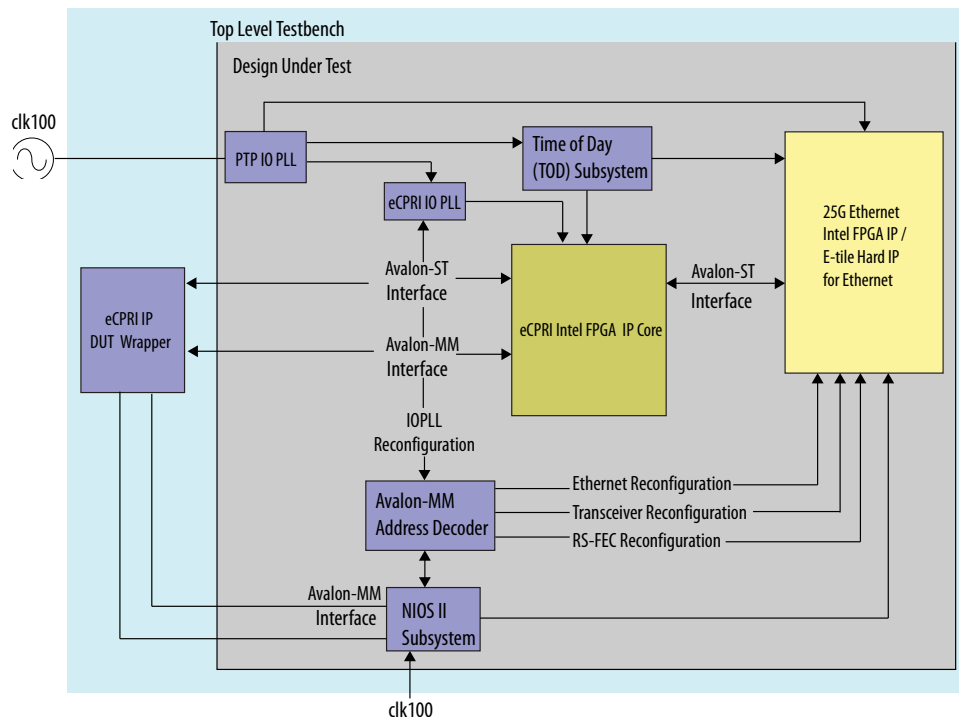 Top Level Testbench
Design Under Test
clk100
PTP IO PLL
Time of Day
(TOD) Subsystem
eCPRI IO PLL
25G Ethernet
Intel FPGA IP /
E-tile Hard IP
for Ethernet
Avalon-ST
Interface
Avalon-ST
Interface
eCPRI IP
DUT Wrapper
eCPRI Intel FPGA IP Core
Avalon-MM
Interface
IOPLL
Reconfiguration
Avalon-MM
Address Decoder
Ethernet Reconfiguration
Transceiver Reconfiguration
RS-FEC Reconfiguration
Avalon-MM
Interface
NIOS II
Subsystem
clk100